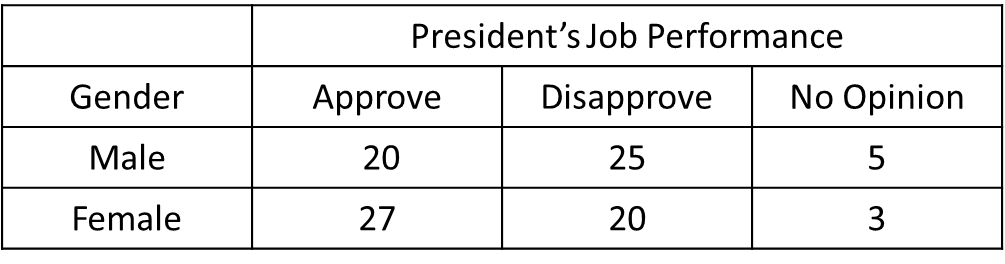 President’s Job Performance
Gender Approve Disapprove No Opinion
Male 20 25 5
Female 27 20 3